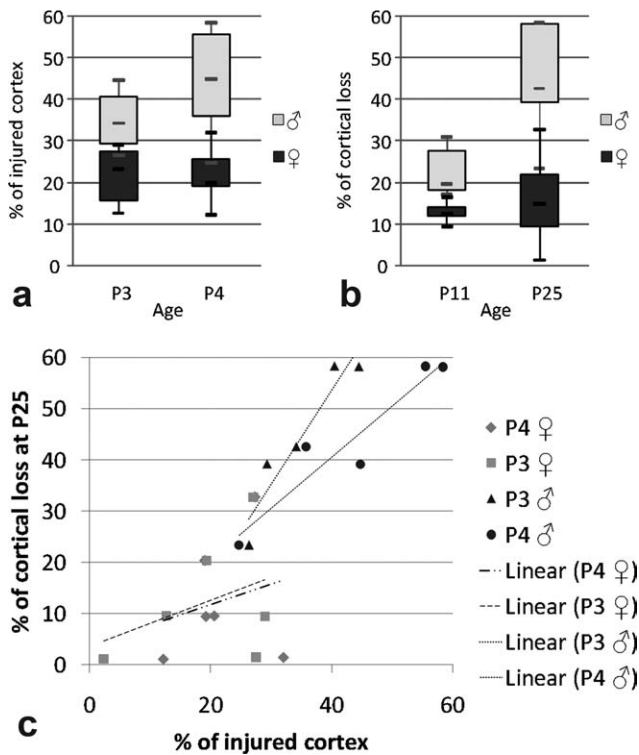 60
50
40
30
20
10
0
% of injured cortex
P3 P4
Age
♂
♀
a
60
50
40
30
20
10
0
% of cortical loss
P11 P25
Age
♂
♀
b
60
50
40
30
20
10
0
% of cortical loss at P25
0 20 40 60
% of injured cortex
P4 ♀
P3 ♀
P3 ♂
P4 ♂
Linear (P4 ♀)
Linear (P3 ♀)
Linear (P3 ♂)
Linear (P4 ♂)
c